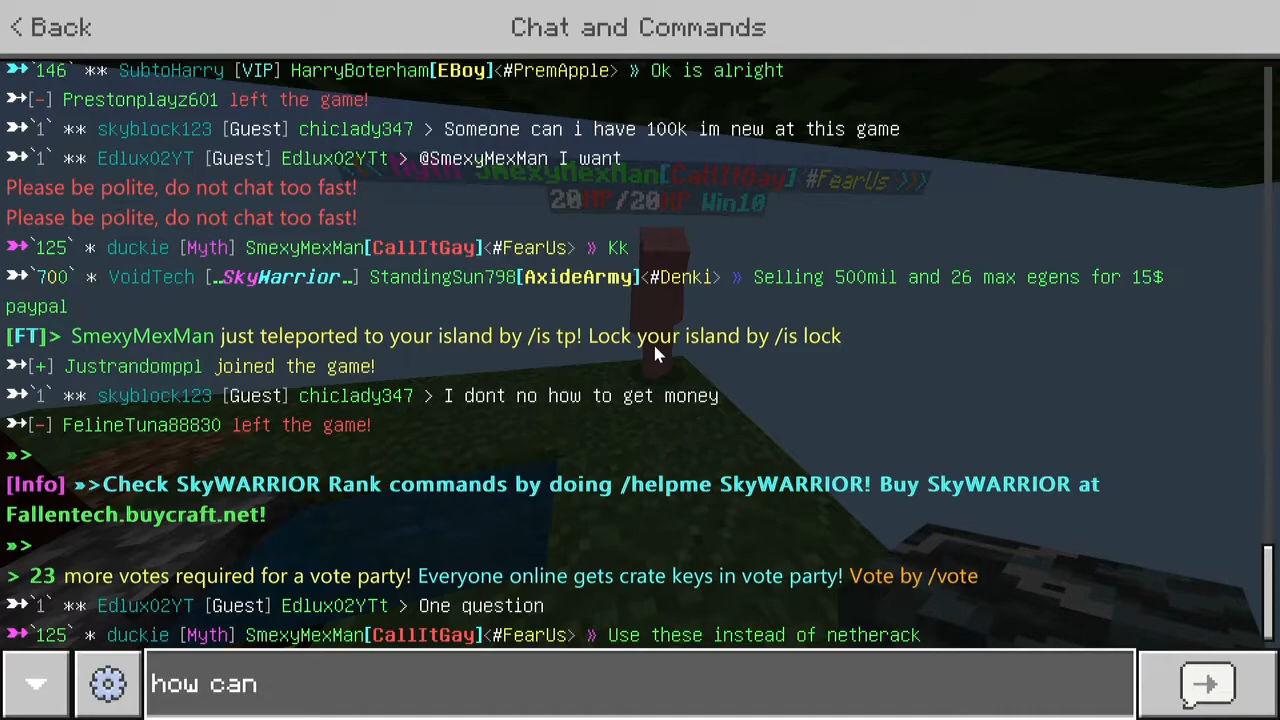 < Back
Chat and Commands
➳`146` ** SubtoHarry [VIP] HarryBoterham[EBoy]<#PremApple> » Ok is alright
➳[-] Prestonplayz601 left the game!
➳`1` ** skyblock123 [Guest] chiclady347 > Someone can i have 100k im new at this game
➳`1` ** Edlux02YT [Guest] Edlux02YTt > @SmexyMexMan I want
Myth SmexyMexMan[CallItGay]<#FearUs >>>
Please be polite, do not chat too fast!
20HP/20HP Win10
Please be polite, do not chat too fast!
➳`125` * duckie [Myth] SmexyMexMan[CallItGay]<#FearUs> » Kk
➳`700` * VoidTech [..SkyWarrior..] StandingSun798[AxideArmy]<#Denki> » Selling 500mil and 26 max egens for 15$
paypal
[FT]> SmexyMexMan just teleported to your island by /is tp! Lock your island by /is lock
➳[+] Justrandomppl joined the game!
➳`1` ** skyblock123 [Guest] chiclady347 > I dont no how to get money
➳[-] FelineTuna88830 left the game!
»>
[Info] »>Check SkyWARRIOR Rank commands by doing /helpme SkyWARRIOR! Buy SkyWARRIOR at
Fallentech.buycraft.net!
»>
> 23 more votes required for a vote party! Everyone online gets crate keys in vote party! Vote by /vote
➳`1` ** Edlux02YT [Guest] Edlux02YTt > One question
➳`125` * duckie [Myth] SmexyMexMan[CallItGay]<#FearUs> » Use these instead of netherack
how can